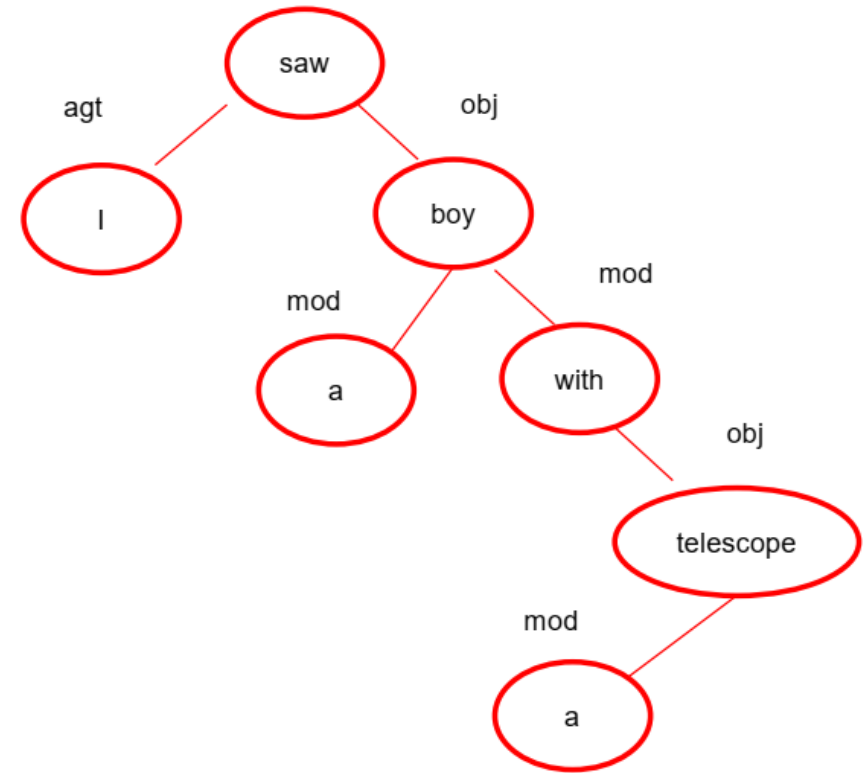 saw
agt
obj
I
boy
mod
mod
a
with
obj
telescope
mod
a